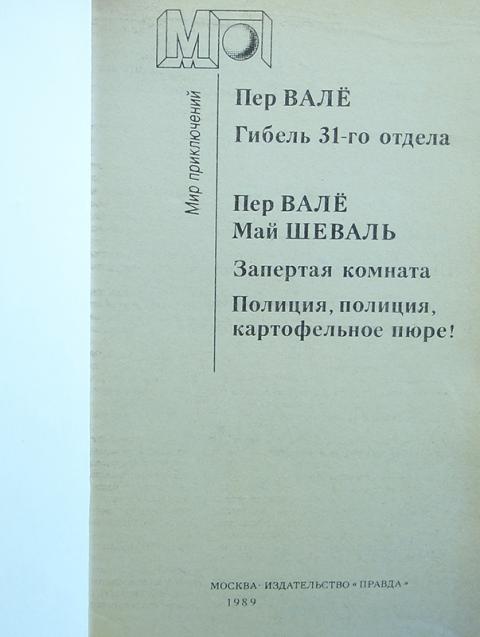 МП
Мир приключений
Пер ВАЛЁ
Гибель 31-го отдела
Пер ВАЛЁ
Май ШЕВАЛЬ
Запертая комната
Полиция, полиция,
картофельное пюре!
МОСКВА · ИЗДАТЕЛЬСТВО «ПРАВДА»
1989